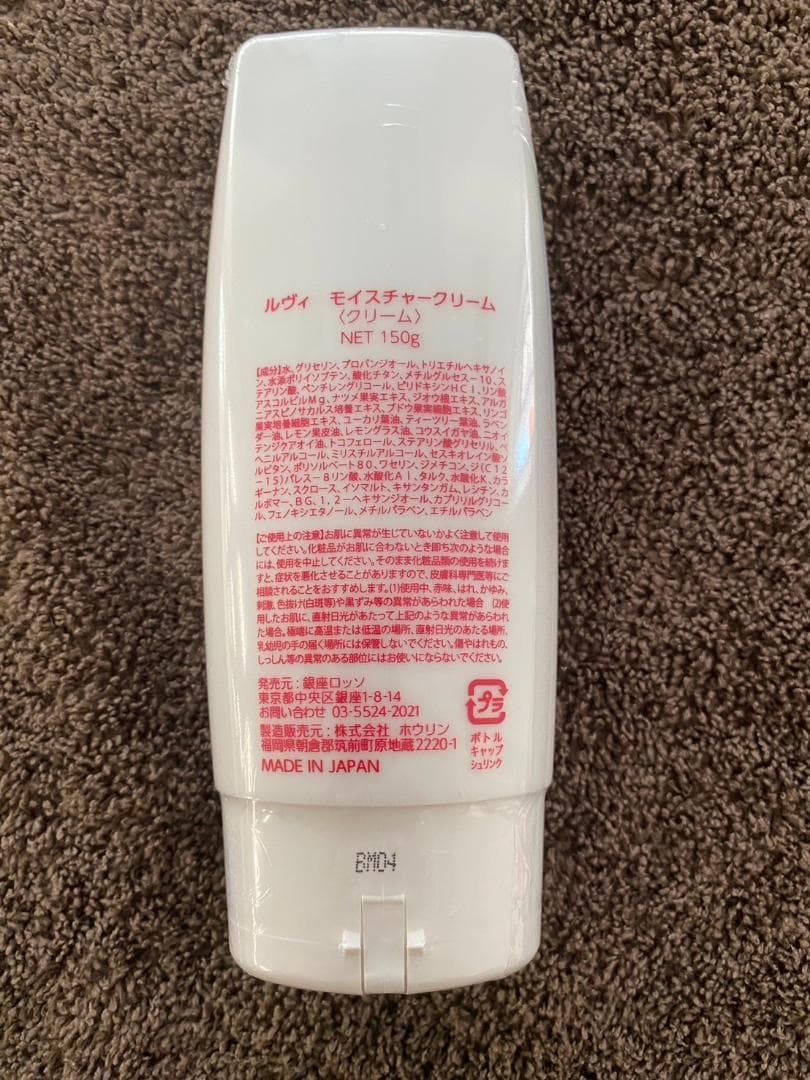 ルヴィ モイスチャークリーム
〈クリーム〉
NET 150g
【成分】水、グリセリン、プロパンジオール、トリエチルヘキサノイ
ン、水添ポリイソブテン、酸化チタン、メチルグルセス－10、ス
テアリン酸、ペンチレングリコール、ピリドキシンHCl、リン酸
アスコルビルMg、ナツメ果実エキス、ジオウ根エキス、アルガ
ニアスピノサカルス培養エキス、ブドウ果実細胞エキス、リンゴ
果実培養細胞エキス、ユーカリ葉油、ティーツリー葉油、ラベン
ダー油、レモン果皮油、レモングラス油、コウスイガヤ油、ニオイ
テンジクアオイ油、トコフェロール、ステアリン酸グリセリル、ベ
ヘニルアルコール、ミリスチルアルコール、セスキオレイン酸ソ
ルビタン、ポリソルベート80、ワセリン、ジメチコン、ジ(C12
－15)パレス－8リン酸、水酸化Al、タルク、水酸化K、カラ
ギーナン、スクロース、イソマルト、キサンタンガム、レシチン、カ
ルボマー、BG、1，2－ヘキサンジオール、カプリリルグリコー
ル、フェノキシエタノール、メチルパラベン、エチルパラベン
【ご使用上の注意】お肌に異常が生じていないかよく注意して使用
してください。化粧品がお肌に合わないとき即ち次のような場合
には、使用を中止してください。そのまま化粧品類の使用を続けま
すと、症状を悪化させることがありますので、皮膚科専門医等にご
相談されることをおすすめします。(1)使用中、赤味、はれ、かゆみ、
刺激、色抜け(白斑等)や黒ずみ等の異常があらわれた場合 (2)使
用したお肌に、直射日光があたって上記のような異常があらわれ
た場合。極端に高温または低温の場所、直射日光のあたる場所、
乳幼児の手の届く場所には保管しないでください。傷やはれもの、
しっしん等の異常のある部位にはお使いにならないでください。
発売元：銀座ロッソ
東京都中央区銀座1-8-14
お問い合わせ 03-5524-2021
製造販売元：株式会社 ホウリン
福岡県朝倉郡筑前町原地蔵2220-1
MADE IN JAPAN
プラ
ボトル
キャップ
シュリンク
BM04